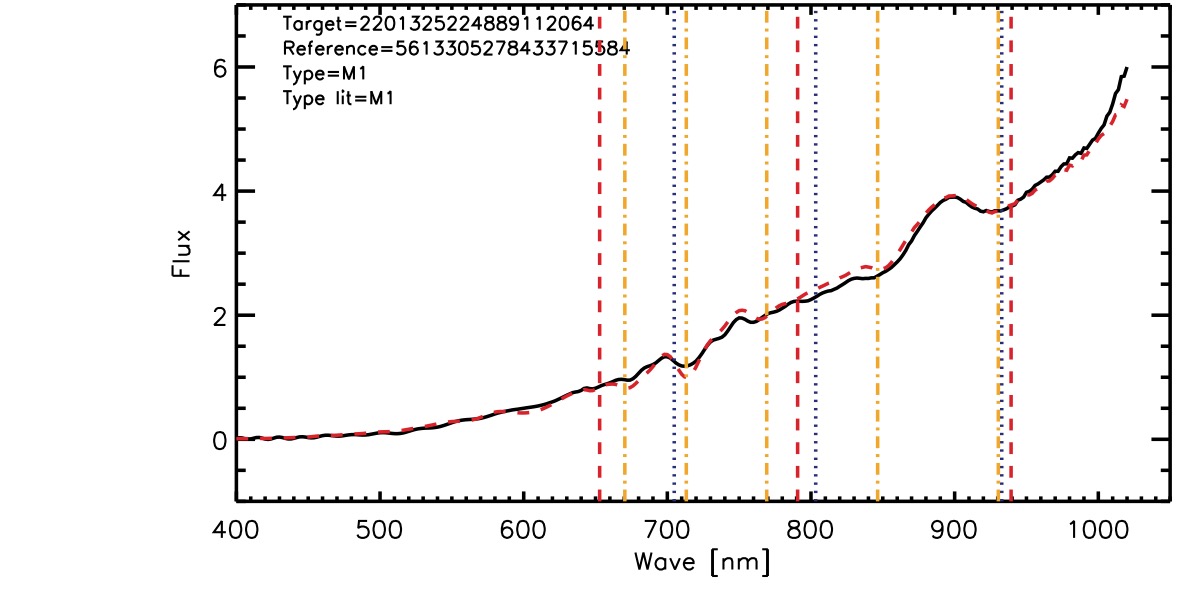 Target=2201325224889112064
Reference=5613305278433715584
Type=M1
Type lit=M1
6
4
2
0
Flux
400 500 600 700 800 900 1000
Wave [nm]